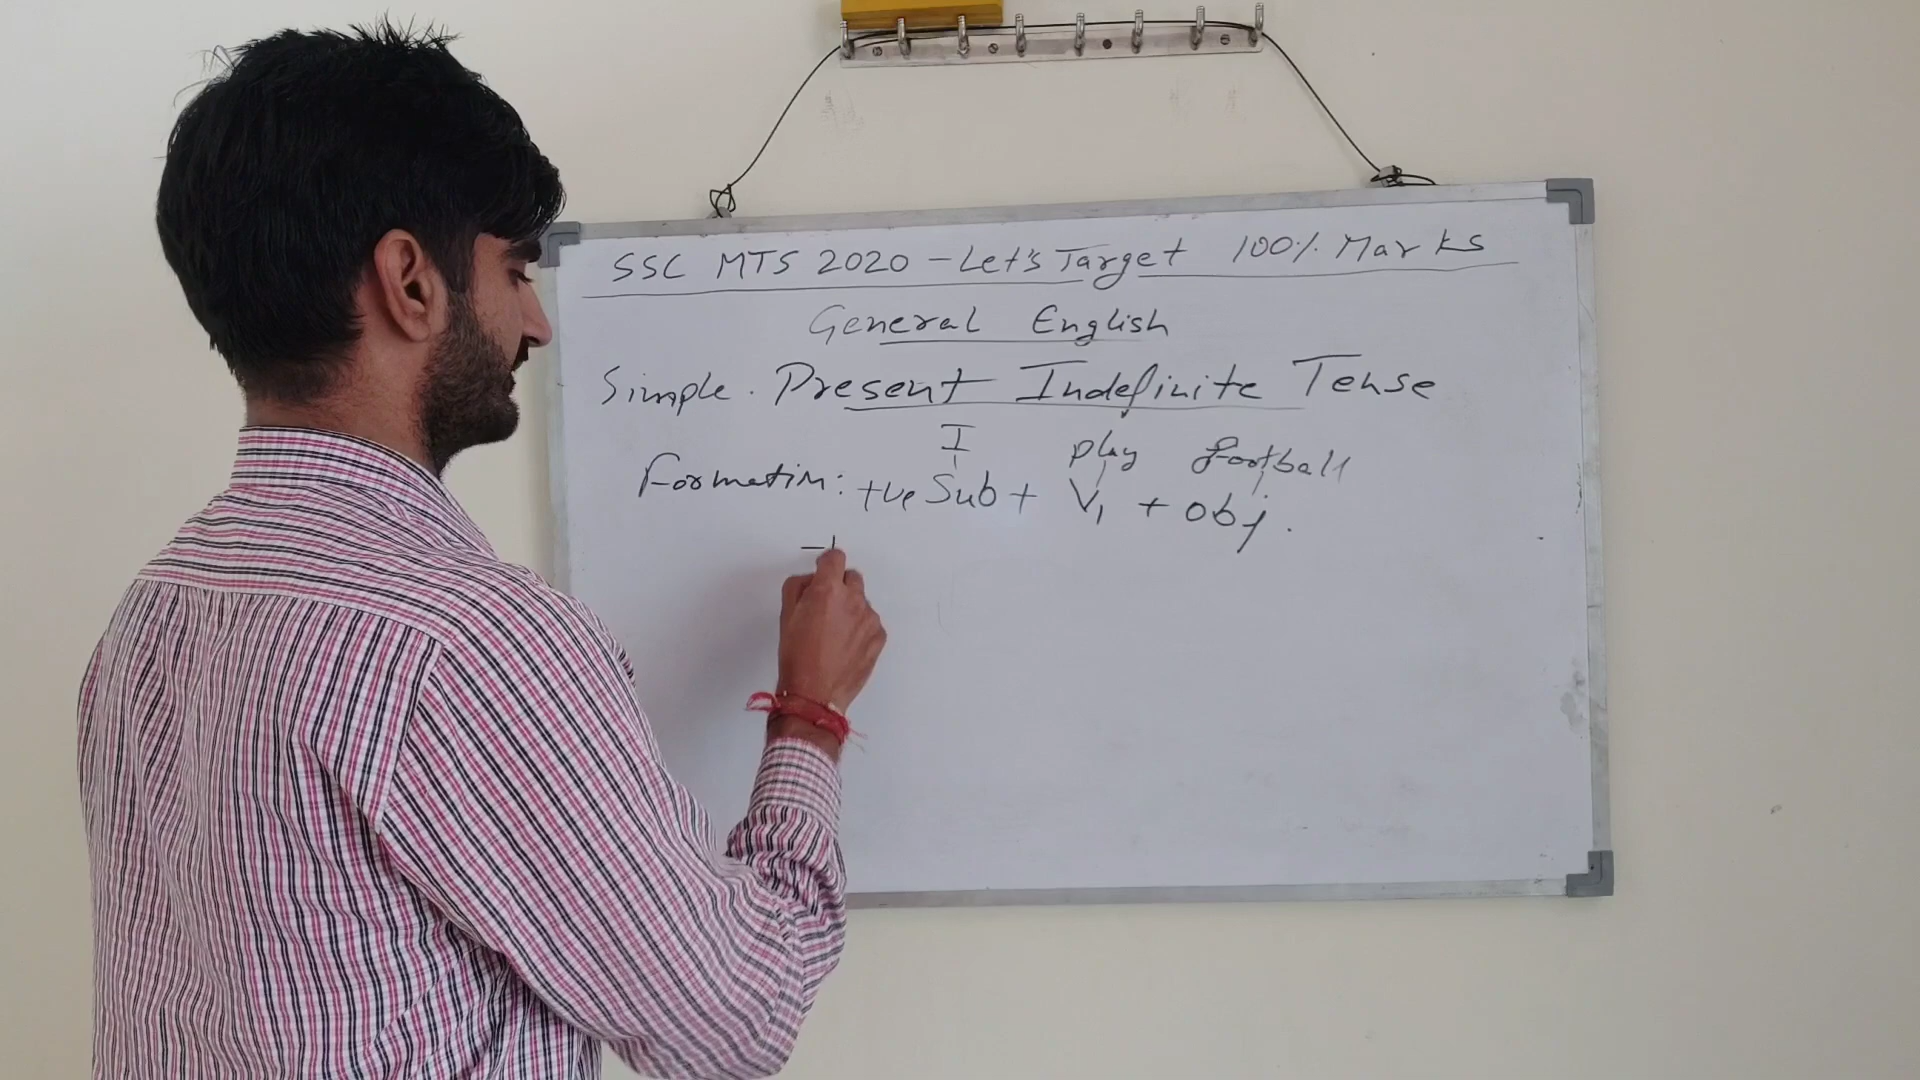 SSC MTS 2020 - Let's Target 100% Marks
General English
Simple. Present Indefinite Tense
I play football
Formation: +ve Sub + V1 + obj.
-